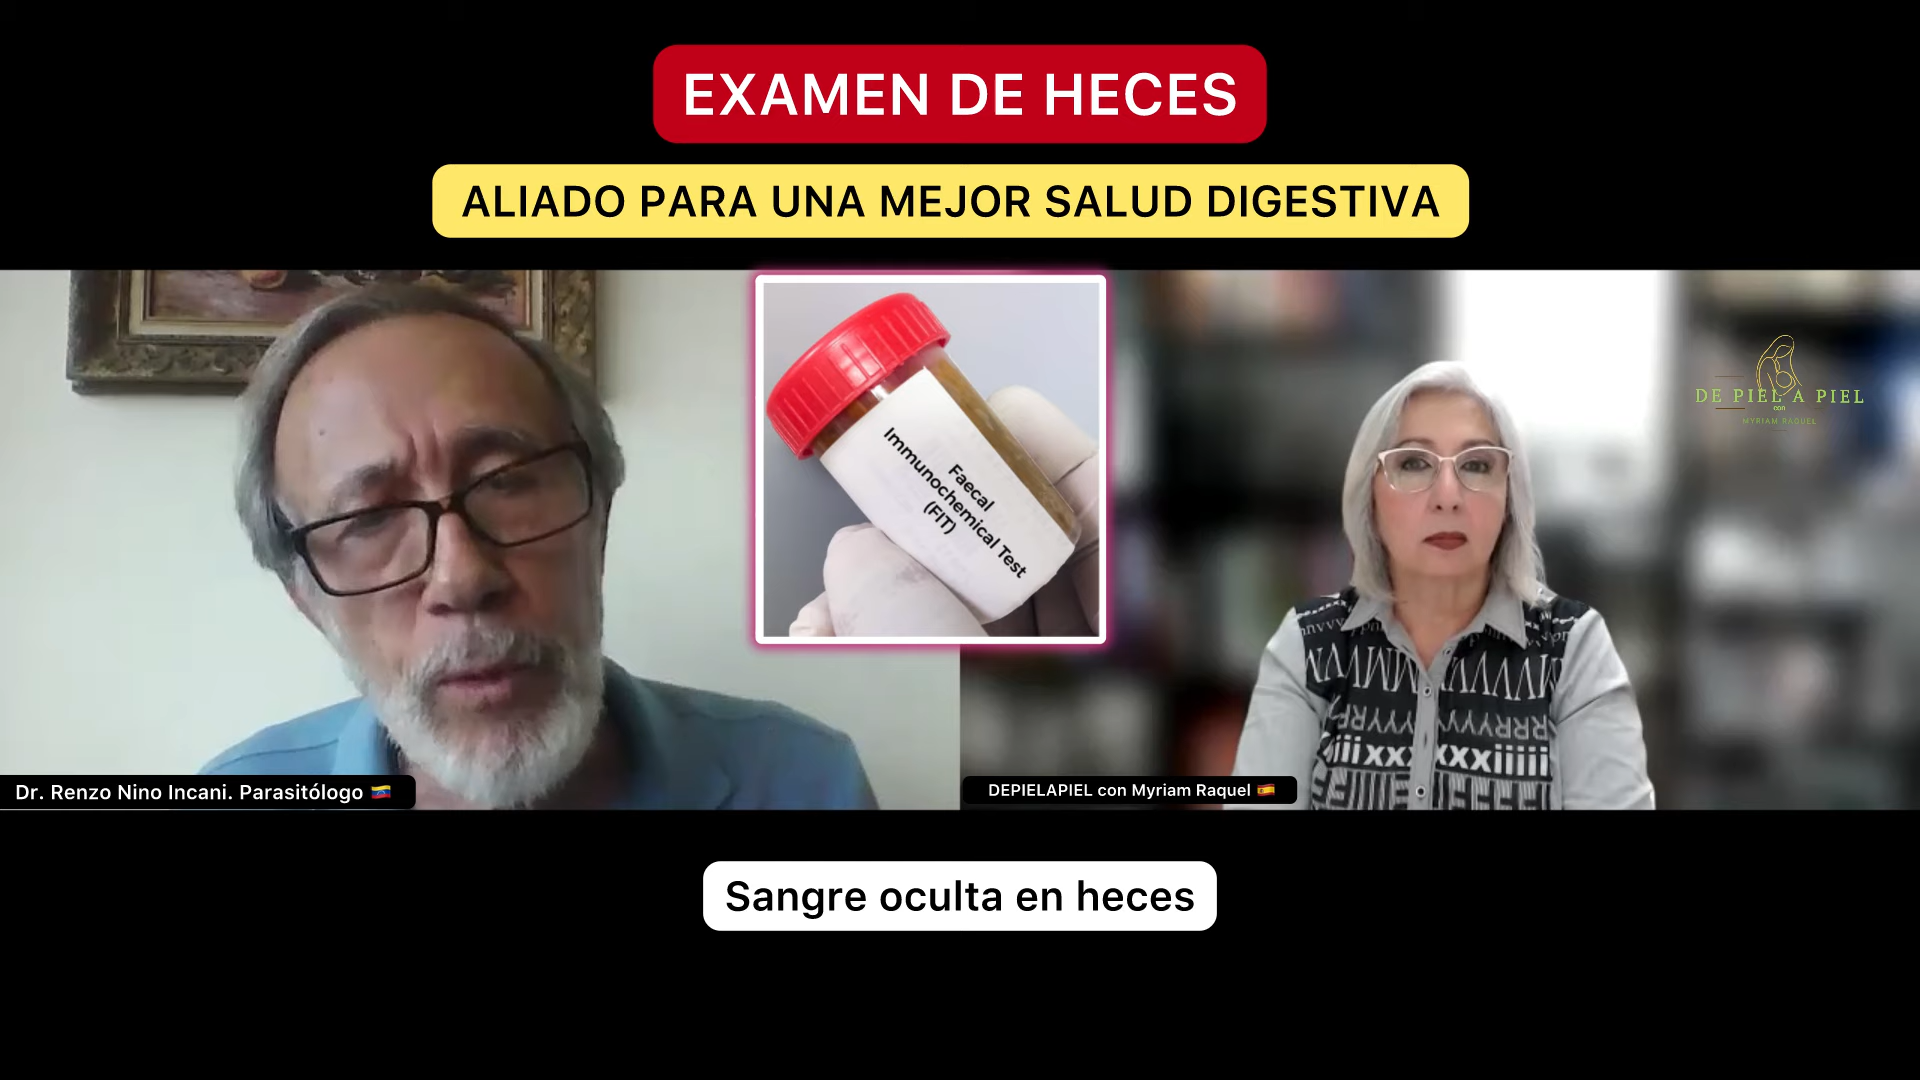 EXAMEN DE HECES
ALIADO PARA UNA MEJOR SALUD DIGESTIVA
Faecal
Immunochemical Test
(FIT)
DE PIEL A PIEL
con
MYRIAM RAQUEL
Dr. Renzo Nino Incani. Parasitólogo
DEPIELAPIEL con Myriam Raquel
Sangre oculta en heces